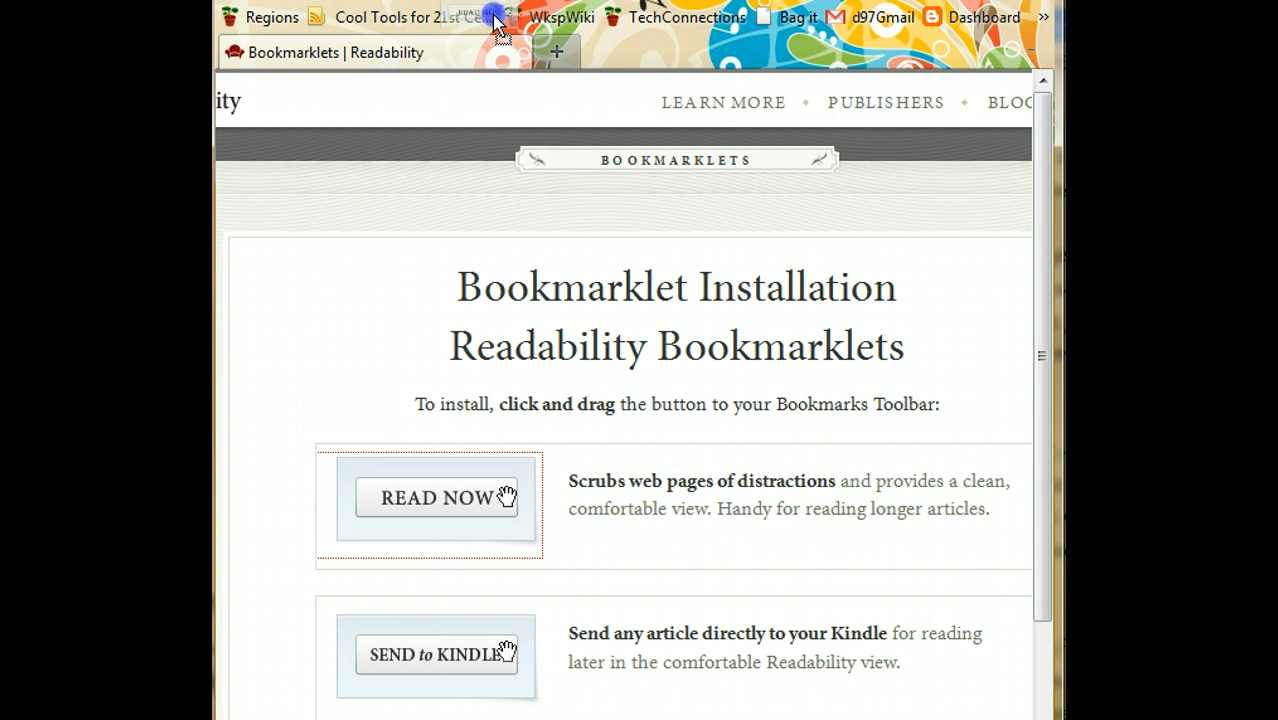 Regions Cool Tools for 21st Ce WkspWiki TechConnections Bag it d97Gmail Dashboard »
Bookmarklets | Readability
ity LEARN MORE PUBLISHERS BLOG
BOOKMARKLETS
Bookmarklet Installation
Readability Bookmarklets
To install, click and drag the button to your Bookmarks Toolbar:
READ NOW
Scrubs web pages of distractions and provides a clean,
comfortable view. Handy for reading longer articles.
SEND to KINDLE
Send any article directly to your Kindle for reading
later in the comfortable Readability view.